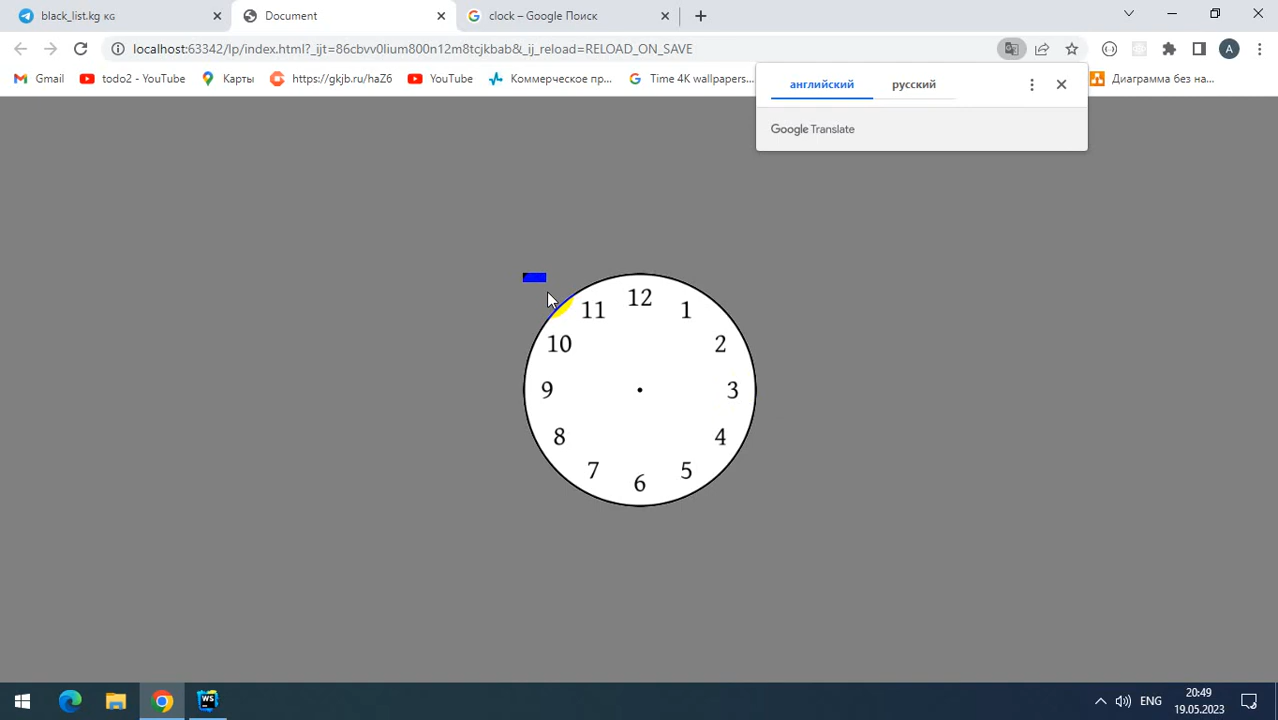 black_list.kg кg
Document
clock – Google Поиск
localhost:63342/lp/index.html?_ijt=86cbvv0lium800n12m8tcjkbab&_ij_reload=RELOAD_ON_SAVE
A
Gmail
todo2 - YouTube
Карты
https://gkjb.ru/haZ6
YouTube
Коммерческое пр...
Time 4K wallpapers...
Диаграмма без на...
английский
русский
Google Translate
12
11
1
10
2
9
3
8
4
7
5
6
WS
ENG
20:49
19.05.2023